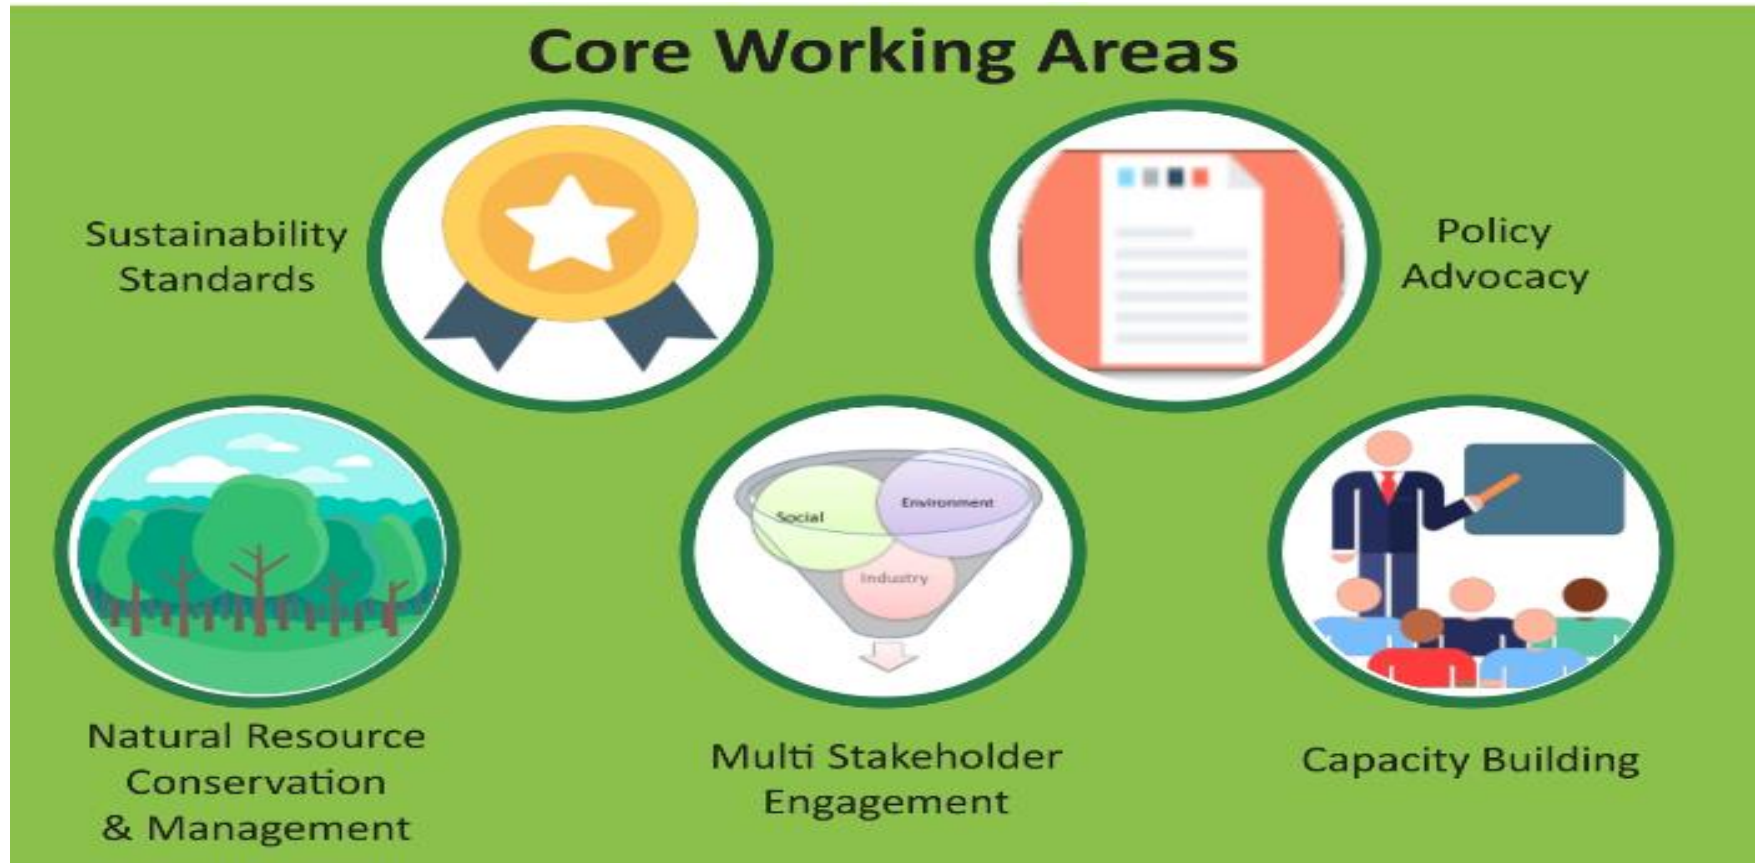 Core Working Areas
Sustainability
Standards
Policy
Advocacy
Social
Environment
Industry
Natural Resource
Conservation
& Management
Multi Stakeholder
Engagement
Capacity Building